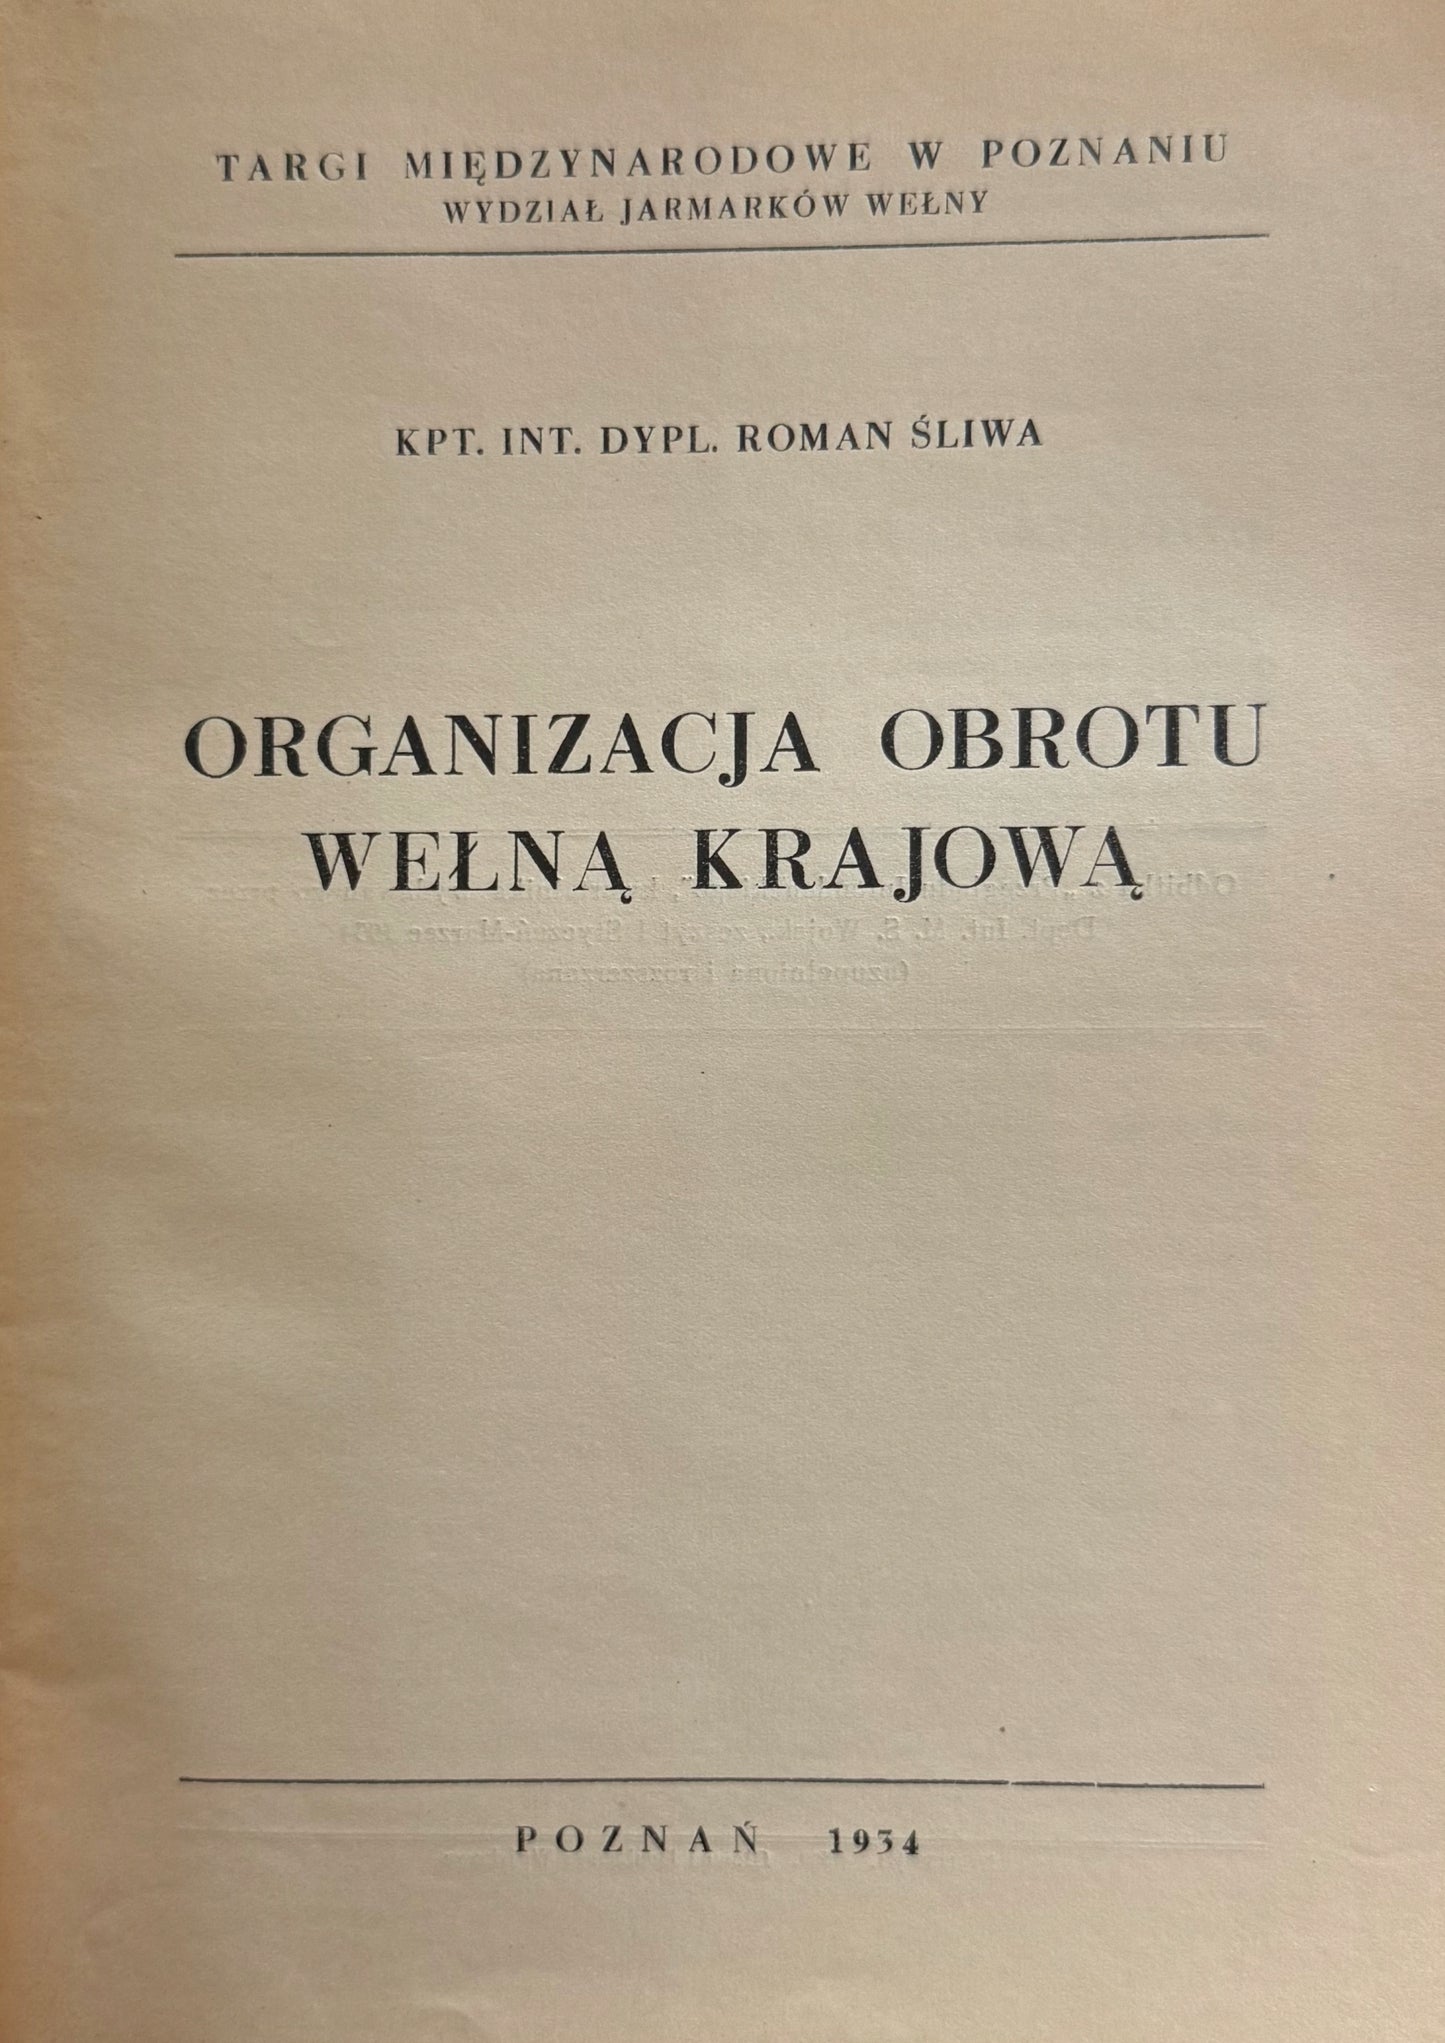 TARGI MIĘDZYNARODOWE W POZNANIU
WYDZIAŁ JARMARKÓW WEŁNY
KPT. INT. DYPL. ROMAN ŚLIWA
ORGANIZACJA OBROTU
WEŁNĄ KRAJOWĄ
POZNAŃ 1934